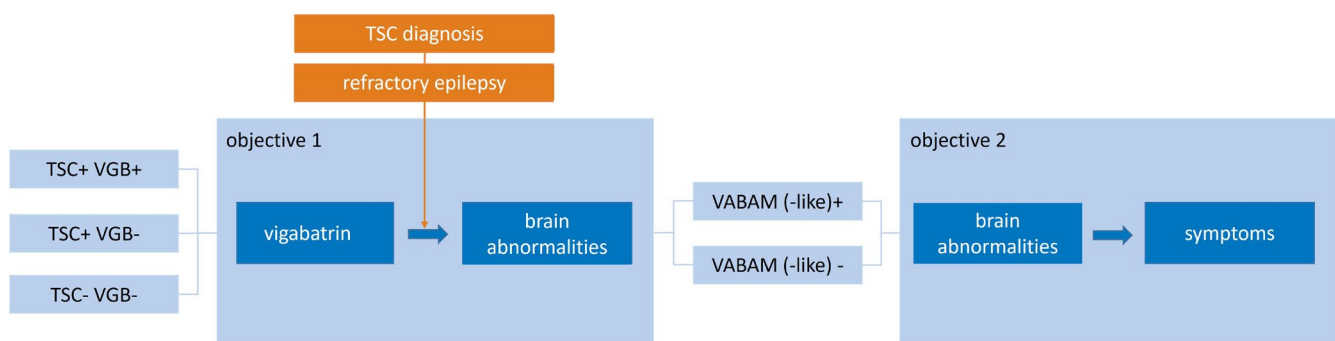 TSC diagnosis
refractory epilepsy
objective 1
TSC+ VGB+
TSC+ VGB-
TSC- VGB-
vigabatrin
brain
abnormalities
VABAM (-like)+
VABAM (-like) -
objective 2
brain
abnormalities
symptoms